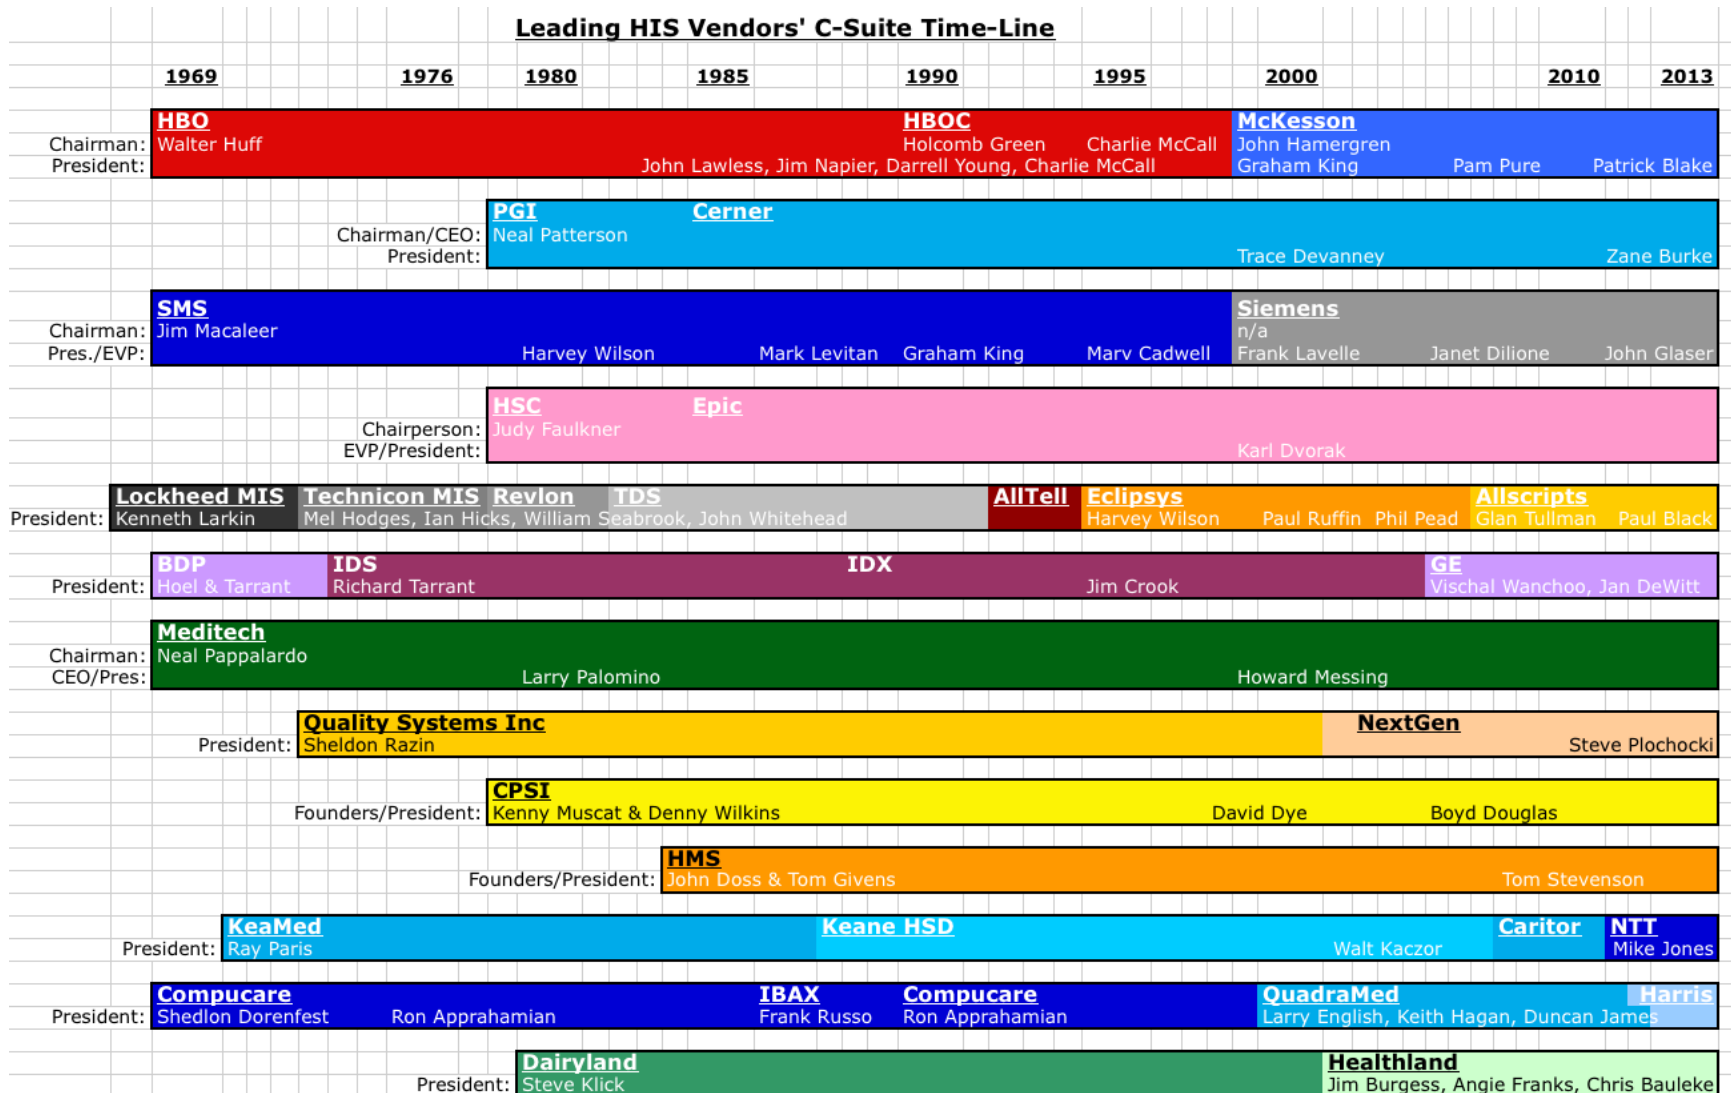 Leading HIS Vendors' C-Suite Time-Line
1969 1976 1980 1985 1990 1995 2000 2010 2013
HBO HBOC McKesson
Chairman: Walter Huff Holcomb Green Charlie McCall John Hamergren
President: John Lawless, Jim Napier, Darrell Young, Charlie McCall Graham King Pam Pure Patrick Blake
PGI Cerner
Chairman/CEO: Neal Patterson
President: Trace Devanney Zane Burke
SMS Siemens
Chairman: Jim Macaleer n/a
Pres./EVP: Harvey Wilson Mark Levitan Graham King Marv Cadwell Frank Lavelle Janet Dilione John Glaser
HSC Epic
Chairperson: Judy Faulkner
EVP/President: Karl Dvorak
Lockheed MIS Technicon MIS Revlon TDS AllTell Eclipsys Allscripts
President: Kenneth Larkin Mel Hodges, Ian Hicks, William Seabrook, John Whitehead Harvey Wilson Paul Ruffin Phil Pead Glan Tullman Paul Black
BDP IDS IDX GE
President: Hoel & Tarrant Richard Tarrant Jim Crook Vischal Wanchoo, Jan DeWitt
Meditech
Chairman: Neal Pappalardo
CEO/Pres: Larry Palomino Howard Messing
Quality Systems Inc NextGen
President: Sheldon Razin Steve Plochocki
CPSI
Founders/President: Kenny Muscat & Denny Wilkins David Dye Boyd Douglas
HMS
Founders/President: John Doss & Tom Givens Tom Stevenson
KeaMed Keane HSD Caritor NTT
President: Ray Paris Walt Kaczor Mike Jones
Compucare IBAX Compucare QuadraMed Harris
President: Shedlon Dorenfest Ron Apprahamian Frank Russo Ron Apprahamian Larry English, Keith Hagan, Duncan James
Dairyland Healthland
President: Steve Klick Jim Burgess, Angie Franks, Chris Bauleke